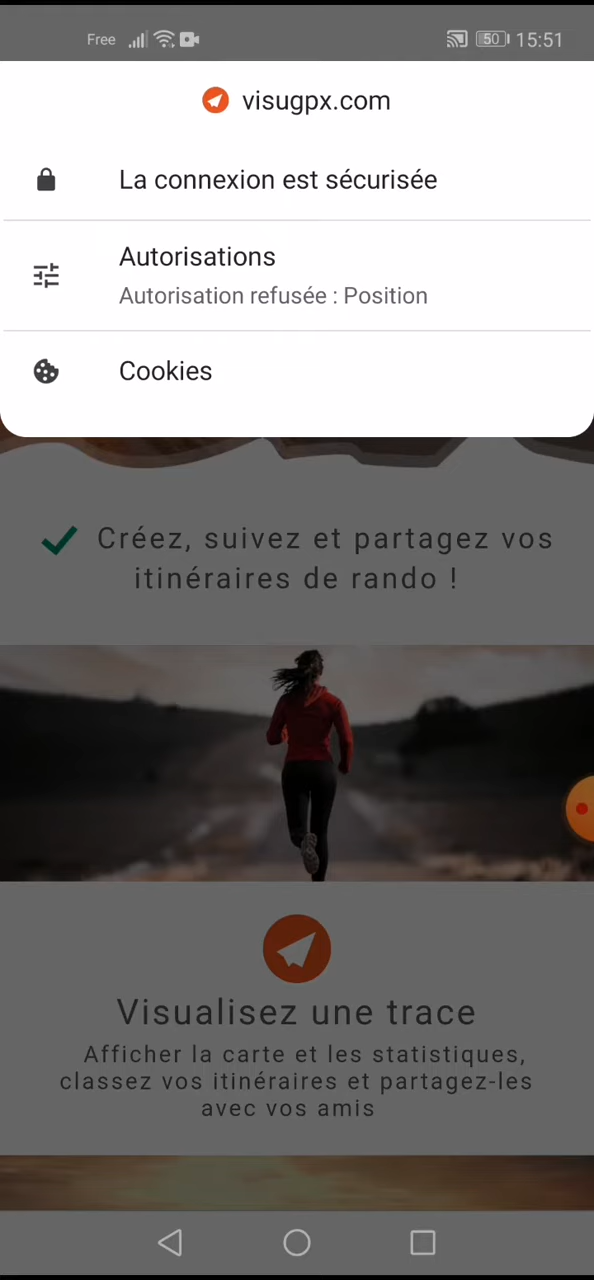 Free 50 15:51
visugpx.com
La connexion est sécurisée
Autorisations
Autorisation refusée : Position
Cookies
Créez, suivez et partagez vos
itinéraires de rando !
Visualisez une trace
Afficher la carte et les statistiques,
classez vos itinéraires et partagez-les
avec vos amis